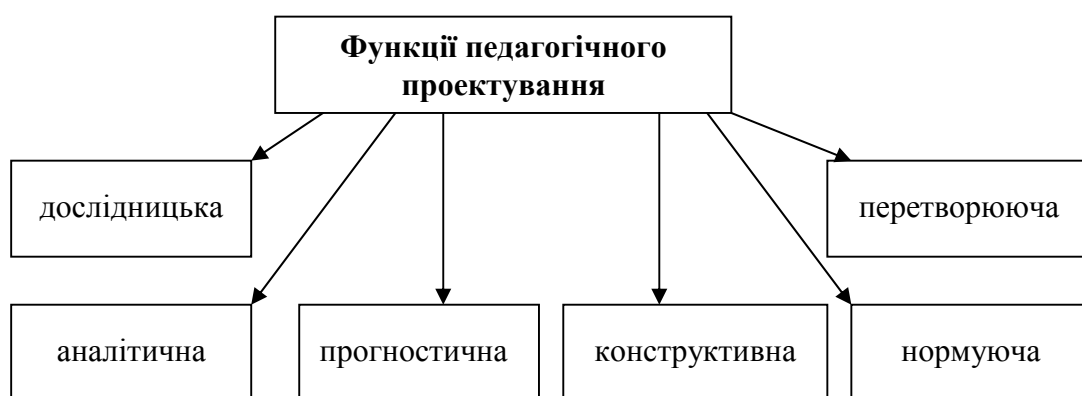 Функції педагогічного
проектування
дослідницька
перетворююча
аналітична
прогностична
конструктивна
нормуюча